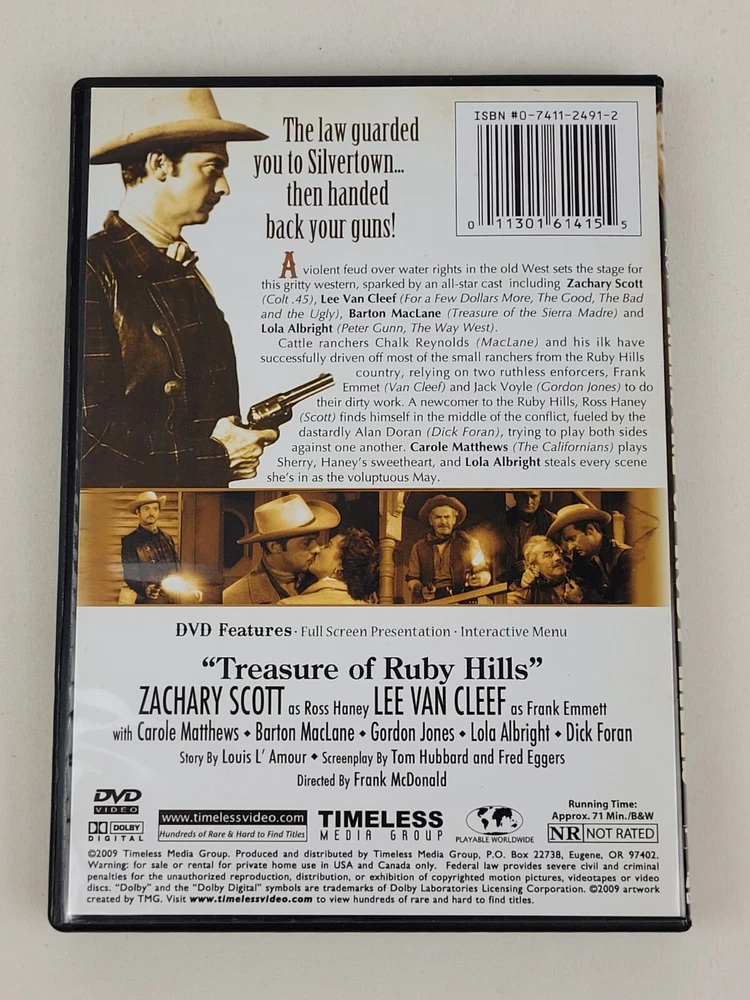 The law guarded
you to Silvertown...
then handed
back your guns!
ISBN #0-7411-2491-2
0 11301 61415 5
A violent feud over water rights in the old West sets the stage for
this gritty western, sparked by an all-star cast including Zachary Scott
(Colt .45), Lee Van Cleef (For a Few Dollars More, The Good, The Bad
and the Ugly), Barton MacLane (Treasure of the Sierra Madre) and
Lola Albright (Peter Gunn, The Way West).
Cattle ranchers Chalk Reynolds (MacLane) and his ilk have
successfully driven off most of the small ranchers from the Ruby Hills
country, relying on two ruthless enforcers, Frank
Emmet (Van Cleef) and Jack Voyle (Gordon Jones) to do
their dirty work. A newcomer to the Ruby Hills, Ross Haney
(Scott) finds himself in the middle of the conflict, fueled by the
dastardly Alan Doran (Dick Foran), trying to play both sides
against one another. Carole Matthews (The Californians) plays
Sherry, Haney's sweetheart, and Lola Albright steals every scene
she's in as the voluptuous May.
DVD Features · Full Screen Presentation · Interactive Menu
"Treasure of Ruby Hills"
ZACHARY SCOTT as Ross Haney LEE VAN CLEEF as Frank Emmett
with Carole Matthews ◆ Barton MacLane ◆ Gordon Jones ◆ Lola Albright ◆ Dick Foran
Story By Louis L' Amour ◆ Screenplay By Tom Hubbard and Fred Eggers
Directed By Frank McDonald
DVD
VIDEO
DOLBY
DIGITAL
www.timelessvideo.com
Hundreds of Rare & Hard to Find Titles
TIMELESS
MEDIA GROUP
PLAYABLE WORLDWIDE
Running Time:
Approx. 71 Min./B&W
NR NOT RATED
©2009 Timeless Media Group. Produced and distributed by Timeless Media Group, P.O. Box 22738, Eugene, OR 97402.
Warning: for sale or rental for private home use in USA and Canada only. Federal law provides severe civil and criminal
penalties for the unauthorized reproduction, distribution, or exhibition of copyrighted motion pictures, videotapes or video
discs. "Dolby" and the "Dolby Digital" symbols are trademarks of Dolby Laboratories Licensing Corporation. ©2009 artwork
created by TMG. Visit www.timelessvideo.com to view hundreds of rare and hard to find titles.